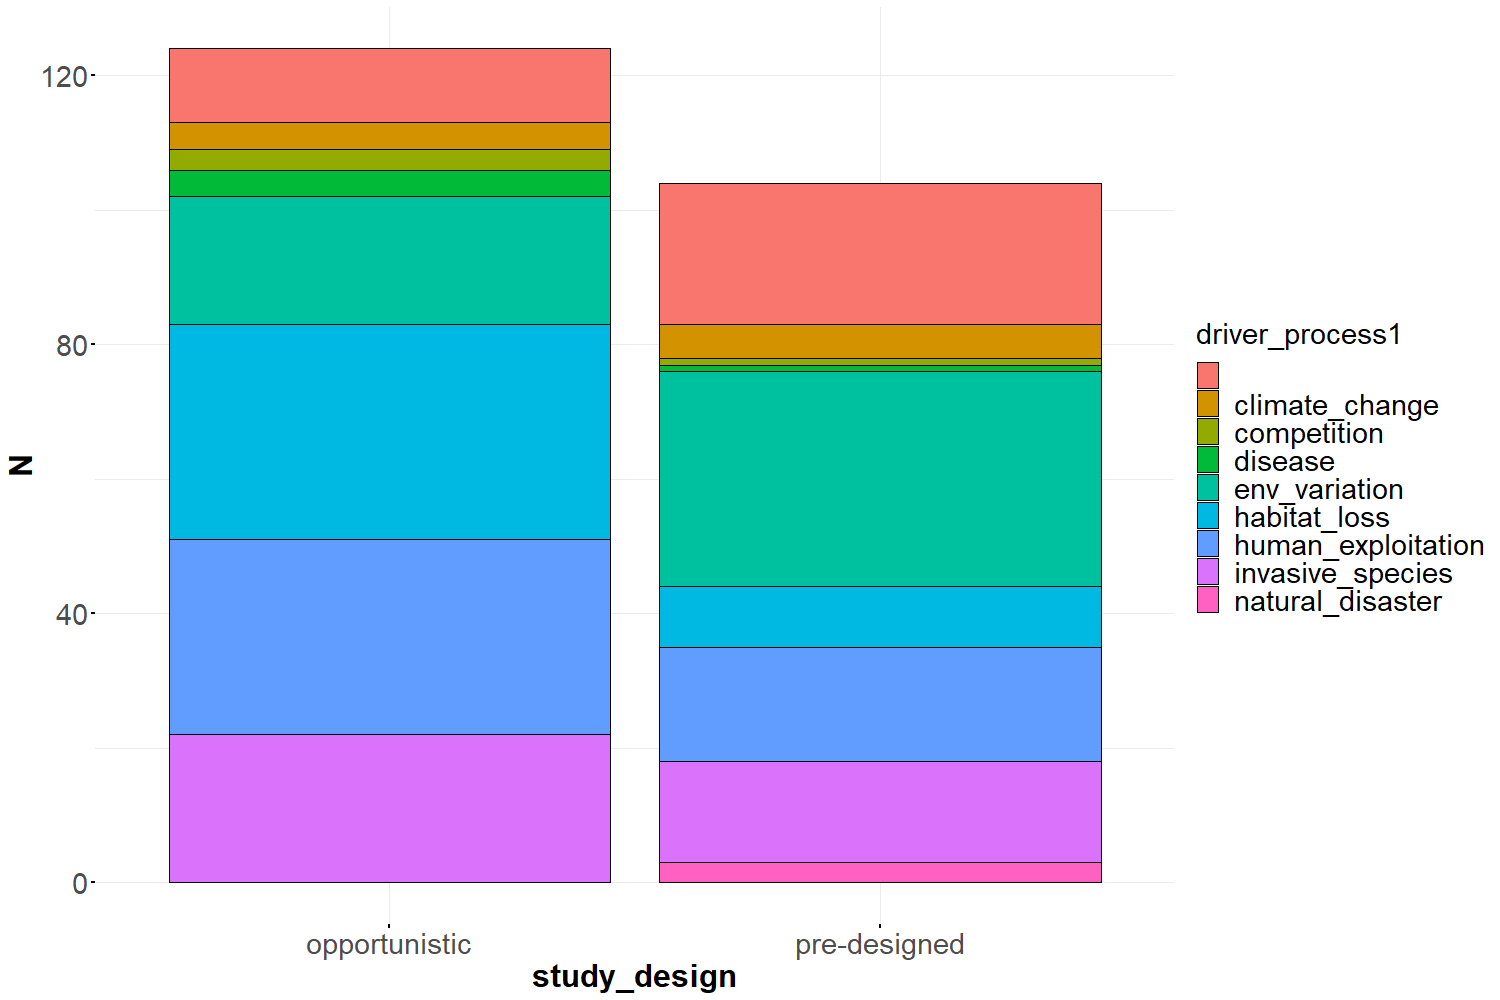 120
80
40
0
N
opportunistic
pre-designed
study_design
driver_process1
climate_change
competition
disease
env_variation
habitat_loss
human_exploitation
invasive_species
natural_disaster